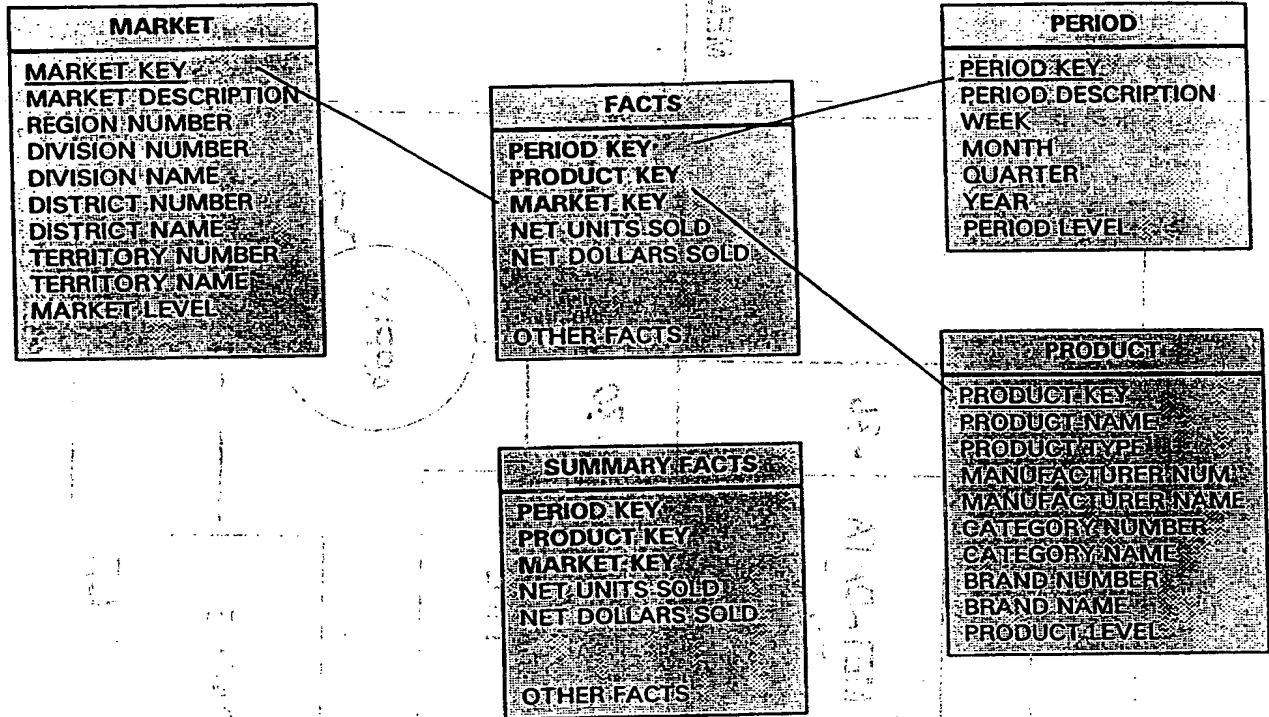 MARKET
MARKET KEY
MARKET DESCRIPTION
REGION NUMBER
DIVISION NUMBER
DIVISION NAME
DISTRICT NUMBER
DISTRICT NAME
TERRITORY NUMBER
TERRITORY NAME
MARKET LEVEL
FACTS
PERIOD KEY
PRODUCT KEY
MARKET KEY
NET UNITS SOLD
NET DOLLARS SOLD
OTHER FACTS
SUMMARY FACTS
PERIOD KEY
PRODUCT KEY
MARKET KEY
NET UNITS SOLD
NET DOLLARS SOLD
OTHER FACTS
PERIOD
PERIOD KEY
PERIOD DESCRIPTION
WEEK
MONTH
QUARTER
YEAR
PERIOD LEVEL
PRODUCT
PRODUCT KEY
PRODUCT NAME
PRODUCT TYPE
MANUFACTURER NUM.
MANUFACTURER NAME
CATEGORY NUMBER
CATEGORY NAME
BRAND NUMBER
BRAND NAME
PRODUCT LEVEL